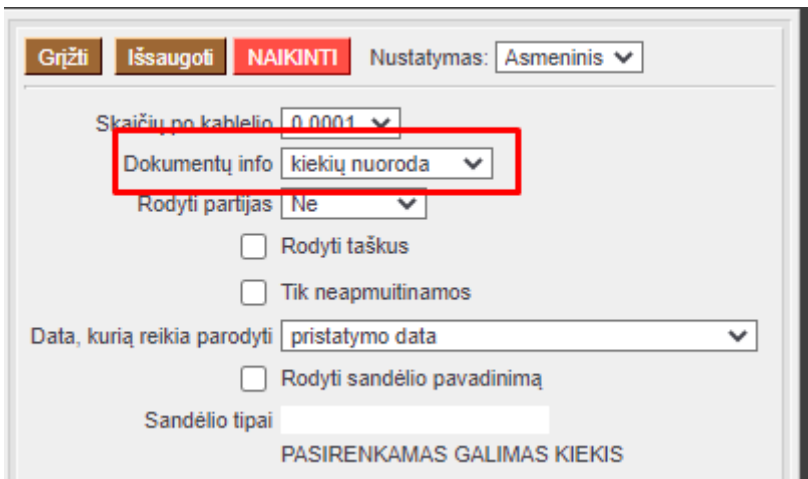 Grįžti Išsaugoti NAIKINTI Nustatymas: Asmeninis
Skaičių po kablelio 0.0001
Dokumentų info kiekių nuoroda
Rodyti partijas Ne
Rodyti taškus
Tik neapmuitinamos
Data, kurią reikia parodyti pristatymo data
Rodyti sandėlio pavadinimą
Sandėlio tipai
PASIRENKAMAS GALIMAS KIEKIS